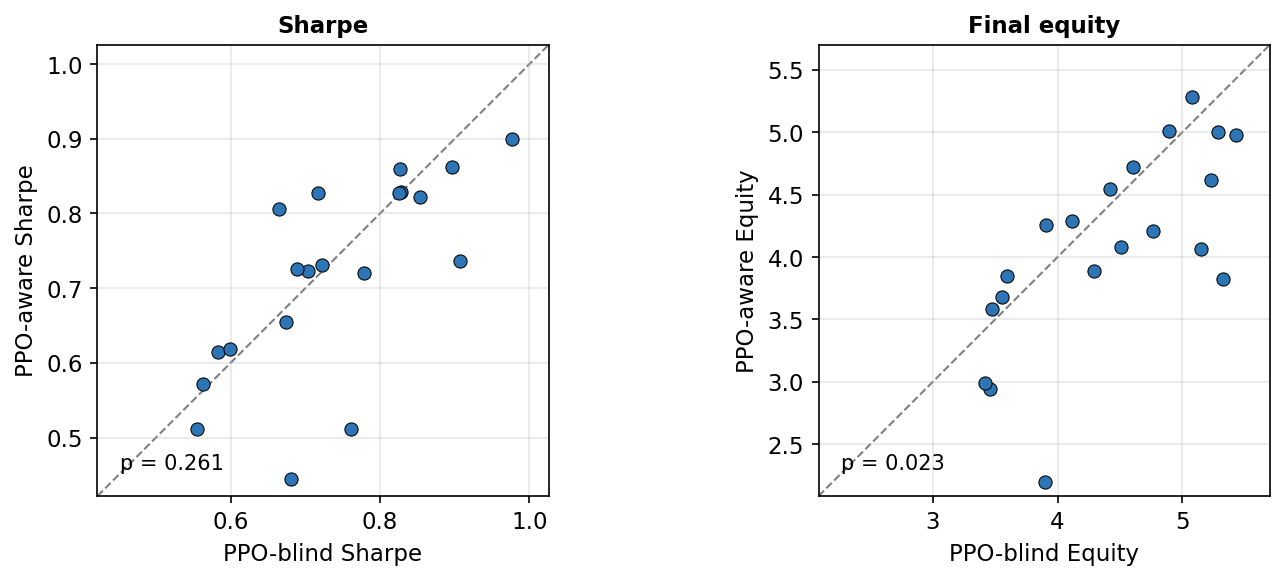 Sharpe
PPO-aware Sharpe
1.0
0.9
0.8
0.7
0.6
0.5
p = 0.261
0.6 0.8 1.0
PPO-blind Sharpe
Final equity
PPO-aware Equity
5.5
5.0
4.5
4.0
3.5
3.0
2.5
p = 0.023
3 4 5
PPO-blind Equity